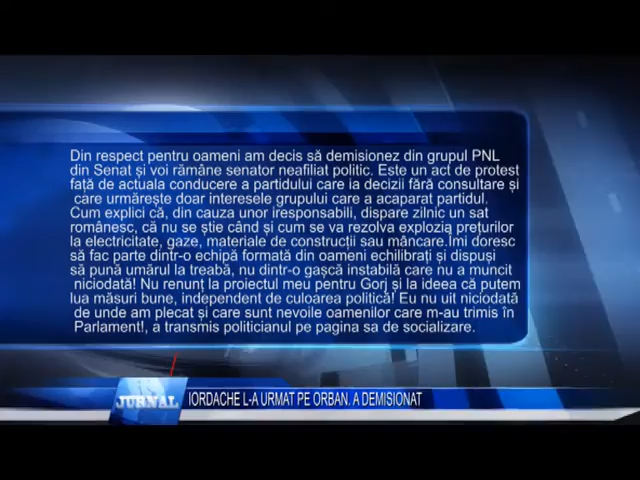 Din respect pentru oameni am decis să demisionez din grupul PNL
din Senat și voi rămâne senator neafiliat politic. Este un act de protest
față de actuala conducere a partidului care ia decizii fără consultare și
care urmărește doar interesele grupului care a acaparat partidul.
Cum explici că, din cauza unor iresponsabili, dispare zilnic un sat
românesc, că nu se știe când și cum se va rezolva explozia prețurilor
la electricitate, gaze, materiale de construcții sau mâncare.Îmi doresc
să fac parte dintr-o echipă formată din oameni echilibrați și dispuși
să pună umărul la treabă, nu dintr-o gașcă instabilă care nu a muncit
niciodată! Nu renunț la proiectul meu pentru Gorj și la ideea că putem
lua măsuri bune, independent de culoarea politică! Eu nu uit niciodată
de unde am plecat și care sunt nevoile oamenilor care m-au trimis în
Parlament!, a transmis politicianul pe pagina sa de socializare.
JURNAL
IORDACHE L-A URMAT PE ORBAN. A DEMISIONAT